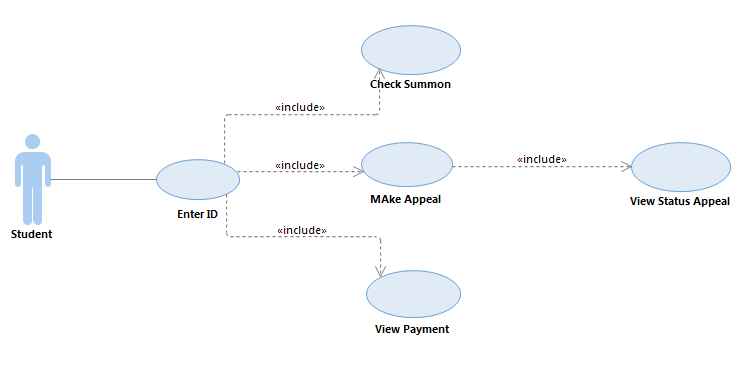 Check Summon
«include»
«include»
MAke Appeal
«include»
View Status Appeal
Enter ID
Student
«include»
View Payment